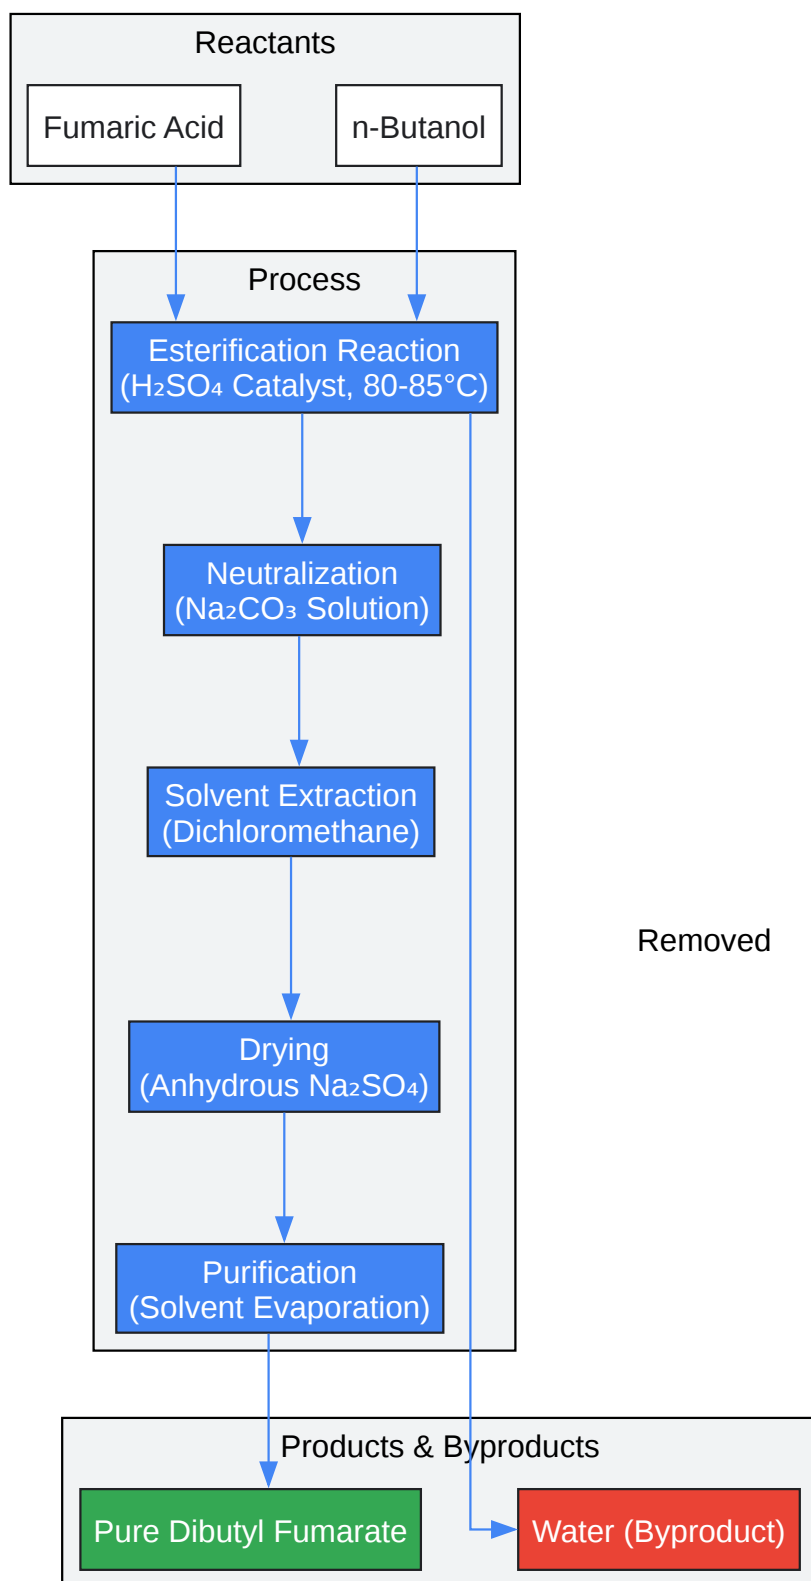 Reactants
Fumaric Acid
n-Butanol
Process
Esterification Reaction
(H₂SO₄ Catalyst, 80-85°C)
Neutralization
(Na₂CO₃ Solution)
Solvent Extraction
(Dichloromethane)
Removed
Drying
(Anhydrous Na₂SO₄)
Purification
(Solvent Evaporation)
Products & Byproducts
Pure Dibutyl Fumarate
Water (Byproduct)